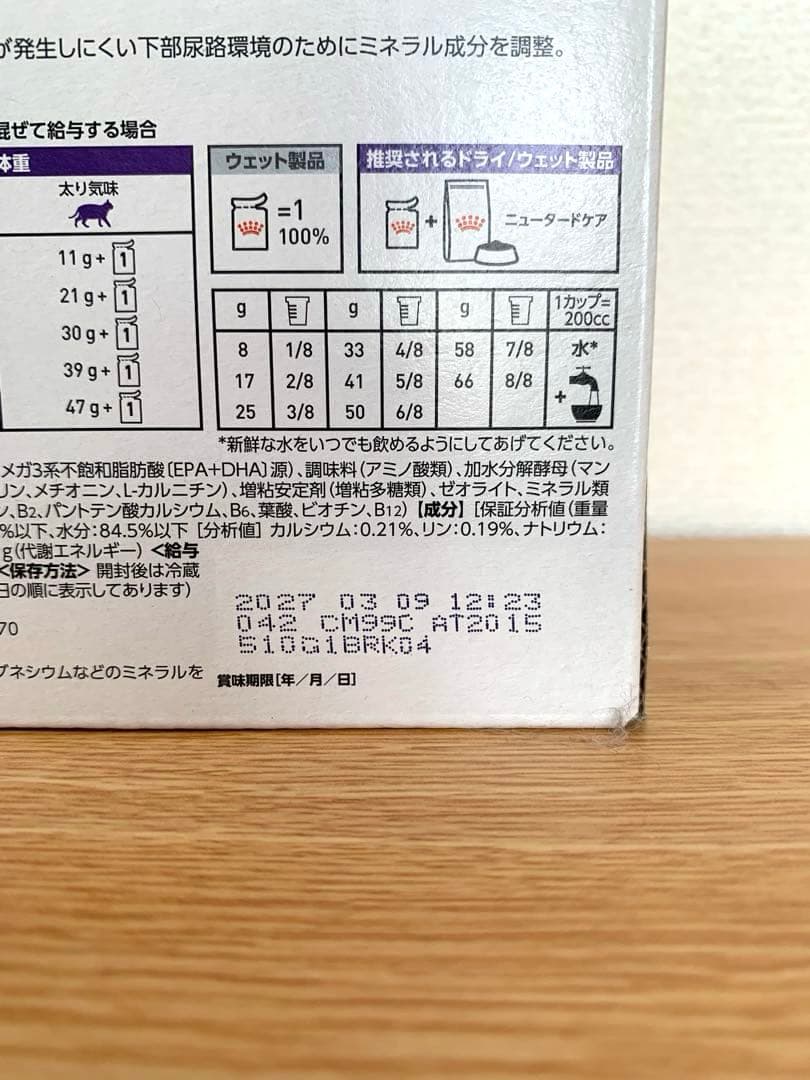 が発生しにくい下部尿路環境のためにミネラル成分を調整。
混ぜて給与する場合
体重
太り気味
11 g+ 1
21 g+ 1
30 g+ 1
39 g+ 1
47 g+ 1
ウェット製品
=1
100%
推奨されるドライ/ウェット製品
+
ニュータードケア
g g g 1カップ=
200cc
8 1/8 33 4/8 58 7/8 水*
17 2/8 41 5/8 66 8/8 +
25 3/8 50 6/8
*新鮮な水をいつでも飲めるようにしてあげてください。
メガ3系不飽和脂肪酸〔EPA+DHA〕源)、調味料(アミノ酸類)、加水分解酵母(マン
リン、メチオニン、L-カルニチン)、増粘安定剤(増粘多糖類)、ゼオライト、ミネラル類
ン、B2、パントテン酸カルシウム、B6、葉酸、ビオチン、B12)【成分】[保証分析値(重量
%以下、水分:84.5%以下 [分析値] カルシウム:0.21%、リン:0.19%、ナトリウム:
g(代謝エネルギー) <給与
<保存方法> 開封後は冷蔵
日の順に表示してあります)
70
グネシウムなどのミネラルを
2027 03 09 12:23
042 CM99C AT2015
510G1BRK04
賞味期限[年/月/日]